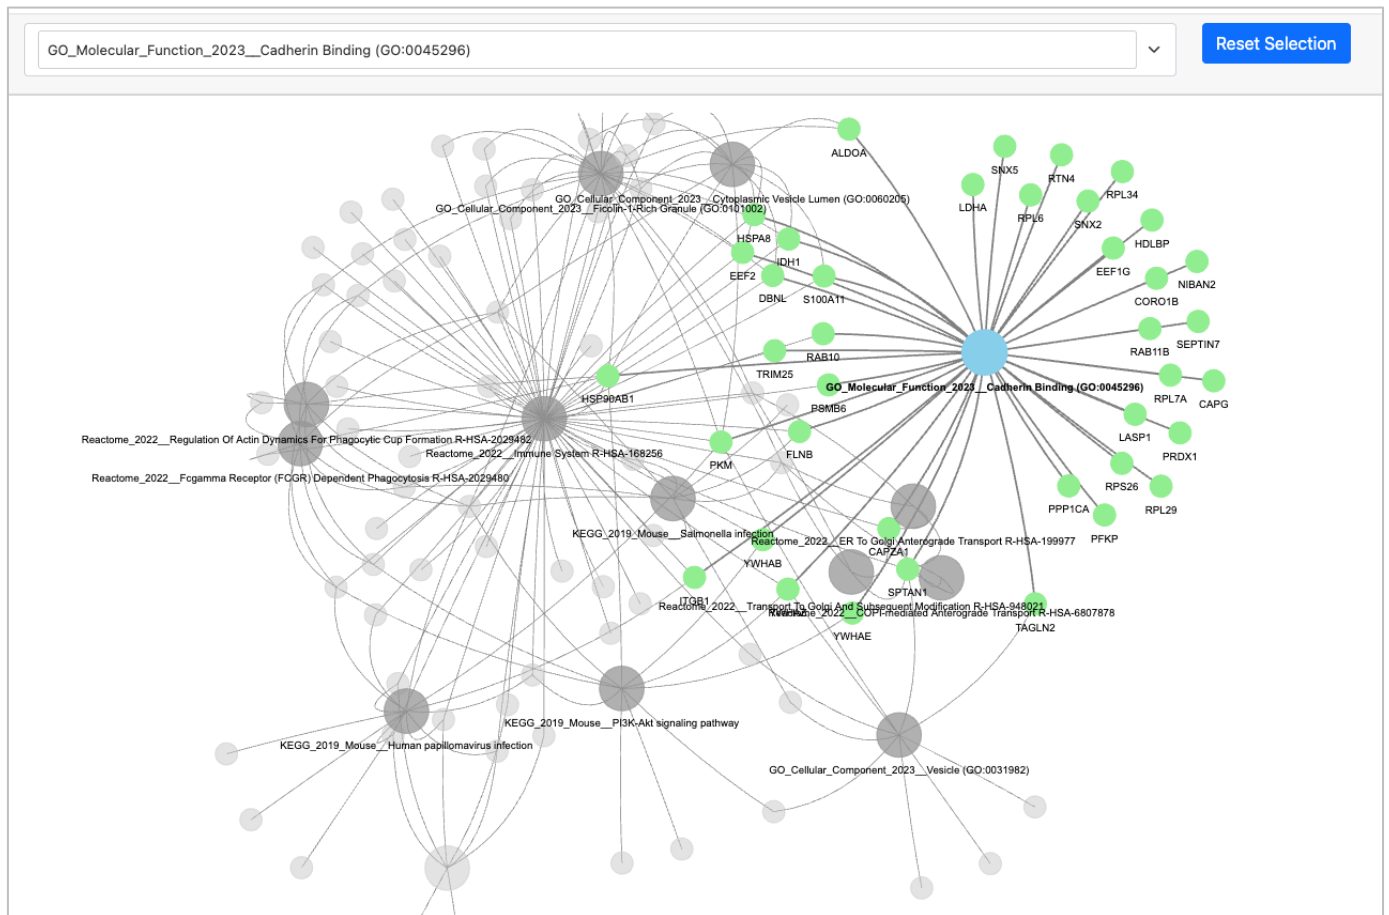 GO_Molecular_Function_2023__Cadherin Binding (GO:0045296)
Reset Selection
ALDOA
SNX5
RTN4
RPL34
LDHA
RPL6
SNX2
GO_Cellular_Component_2023__Cytoplasmic Vesicle Lumen (GO:0060205)
GO_Cellular_Component_2023__Ficolin-1-Rich Granule (GO:0101002)
HSPA8
IDH1
HDLBP
EEF2
EEF1G
NIBAN2
DBNL
S100A11
CORO1B
RAB10
RAB11B
SEPTIN7
TRIM25
GO_Molecular_Function_2023__Cadherin Binding (GO:0045296)
HSP90AB1
PSMB6
RPL7A
CAPG
Reactome_2022__Regulation Of Actin Dynamics For Phagocytic Cup Formation R-HSA-2029482
Reactome_2022__Immune System R-HSA-168256
FLNB
LASP1
PRDX1
PKM
Reactome_2022__Fcgamma Receptor (FCGR) Dependent Phagocytosis R-HSA-2029480
RPS26
PPP1CA
RPL29
KEGG_2019_Mouse__Salmonella infection
PFKP
Reactome_2022__ER To Golgi Anterograde Transport R-HSA-199977
CAPZA1
YWHAB
SPTAN1
ITGB1
Reactome_2022__Transport To Golgi And Subsequent Modification R-HSA-948021
Reactome_2022__COPI-mediated Anterograde Transport R-HSA-6807878
TAGLN2
YWHAE
KEGG_2019_Mouse__PI3K-Akt signaling pathway
KEGG_2019_Mouse__Human papillomavirus infection
GO_Cellular_Component_2023__Vesicle (GO:0031982)